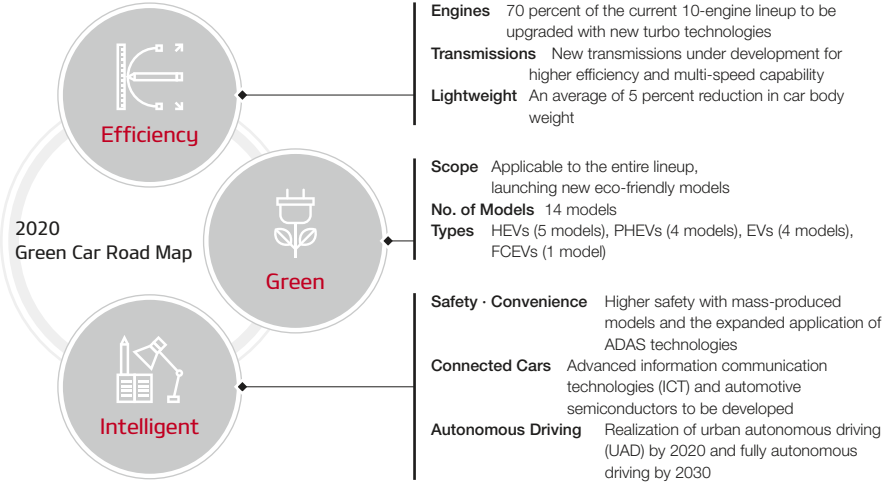 2020
Green Car Road Map
Efficiency
Engines 70 percent of the current 10-engine lineup to be
upgraded with new turbo technologies
Transmissions New transmissions under development for
higher efficiency and multi-speed capability
Lightweight An average of 5 percent reduction in car body
weight
Green
Scope Applicable to the entire lineup,
launching new eco-friendly models
No. of Models 14 models
Types HEVs (5 models), PHEVs (4 models), EVs (4 models),
FCEVs (1 model)
Intelligent
Safety · Convenience Higher safety with mass-produced
models and the expanded application of
ADAS technologies
Connected Cars Advanced information communication
technologies (ICT) and automotive
semiconductors to be developed
Autonomous Driving Realization of urban autonomous driving
(UAD) by 2020 and fully autonomous
driving by 2030